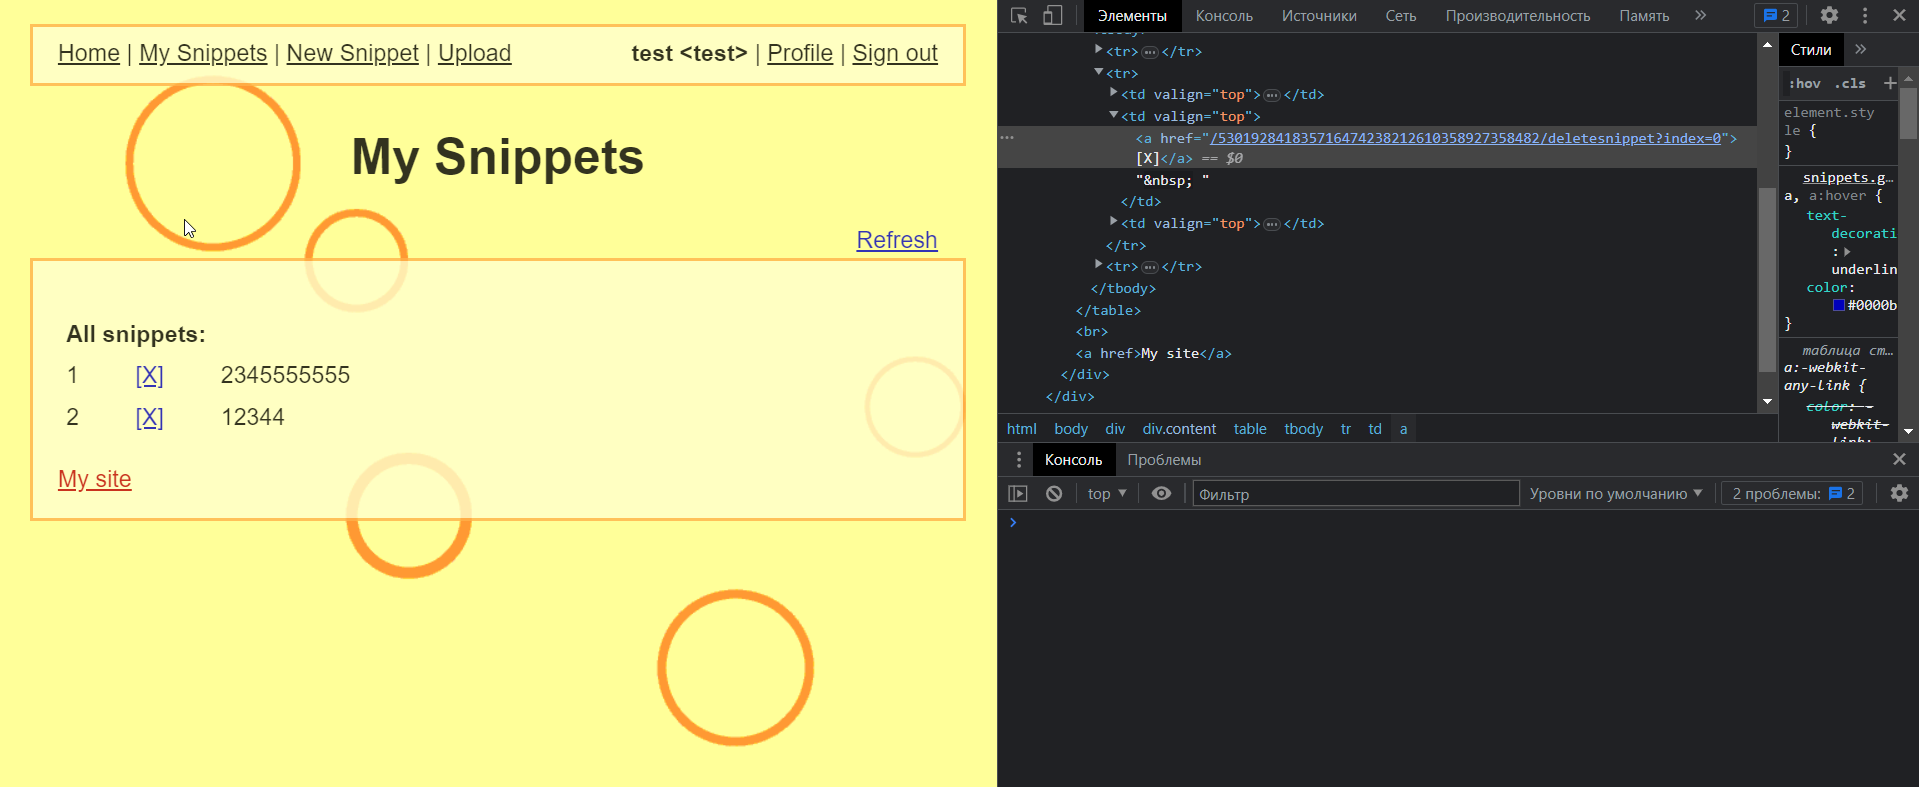 Home | My Snippets | New Snippet | Upload
test <test> | Profile | Sign out
My Snippets
Refresh
All snippets:
1 [X] 2345555555
2 [X] 12344
My site
Элементы Консоль Источники Сеть Производительность Память » 2
<tr>…</tr>
<tr>
<td valign="top">…</td>
<td valign="top">
<a href="/530192841835716474238212610358927358482/deletesnippet?index=0">
[X]</a> == $0
"&nbsp; "
</td>
<td valign="top">…</td>
</tr>
<tr>…</tr>
</tbody>
</table>
<br>
<a href>My site</a>
</div>
</div>
html body div div.content table tbody tr td a
Стили »
:hov .cls +
element.sty
le {
}
snippets.g…
a, a:hover {
text-
decorati
:
underlin
color:
#0000b
}
таблица ст…
a:-webkit-
any-link {
color: -
webkit-
link;
Консоль Проблемы
top Фильтр Уровни по умолчанию 2 проблемы: 2